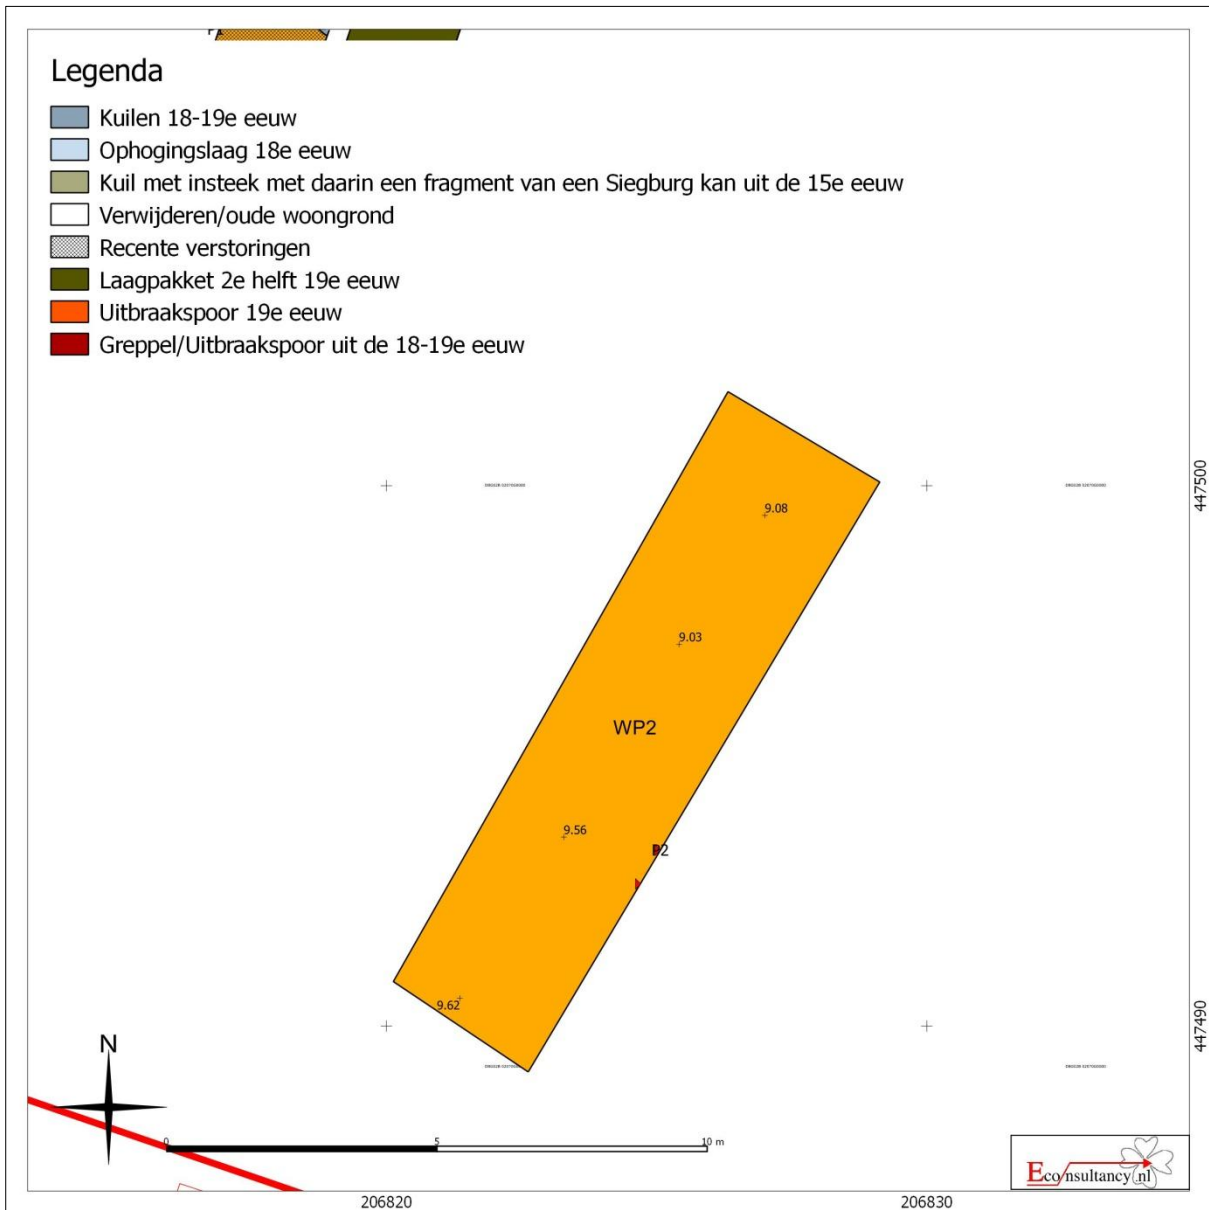 Legenda
Kuilen 18-19e eeuw
Ophogingslaag 18e eeuw
Kuil met insteek met daarin een fragment van een Siegburg kan uit de 15e eeuw
Verwijderen/oude woongrond
Recente verstoringen
Laagpakket 2e helft 19e eeuw
Uitbraakspoor 19e eeuw
Greppel/Uitbraakspoor uit de 18-19e eeuw
447500
9.08
9.03
WP2
9.56
P2
9.62
447490
N
0 5 10 m
Econsultancy.nl
206820 206830